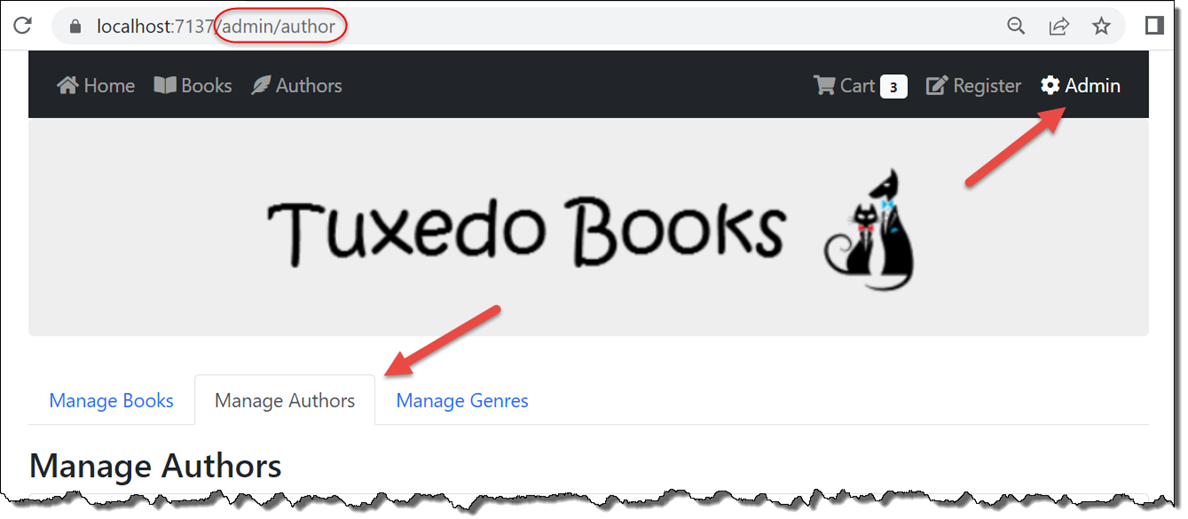 localhost:7137/admin/author
Home Books Authors Cart 3 Register Admin
Tuxedo Books
Manage Books Manage Authors Manage Genres
Manage Authors